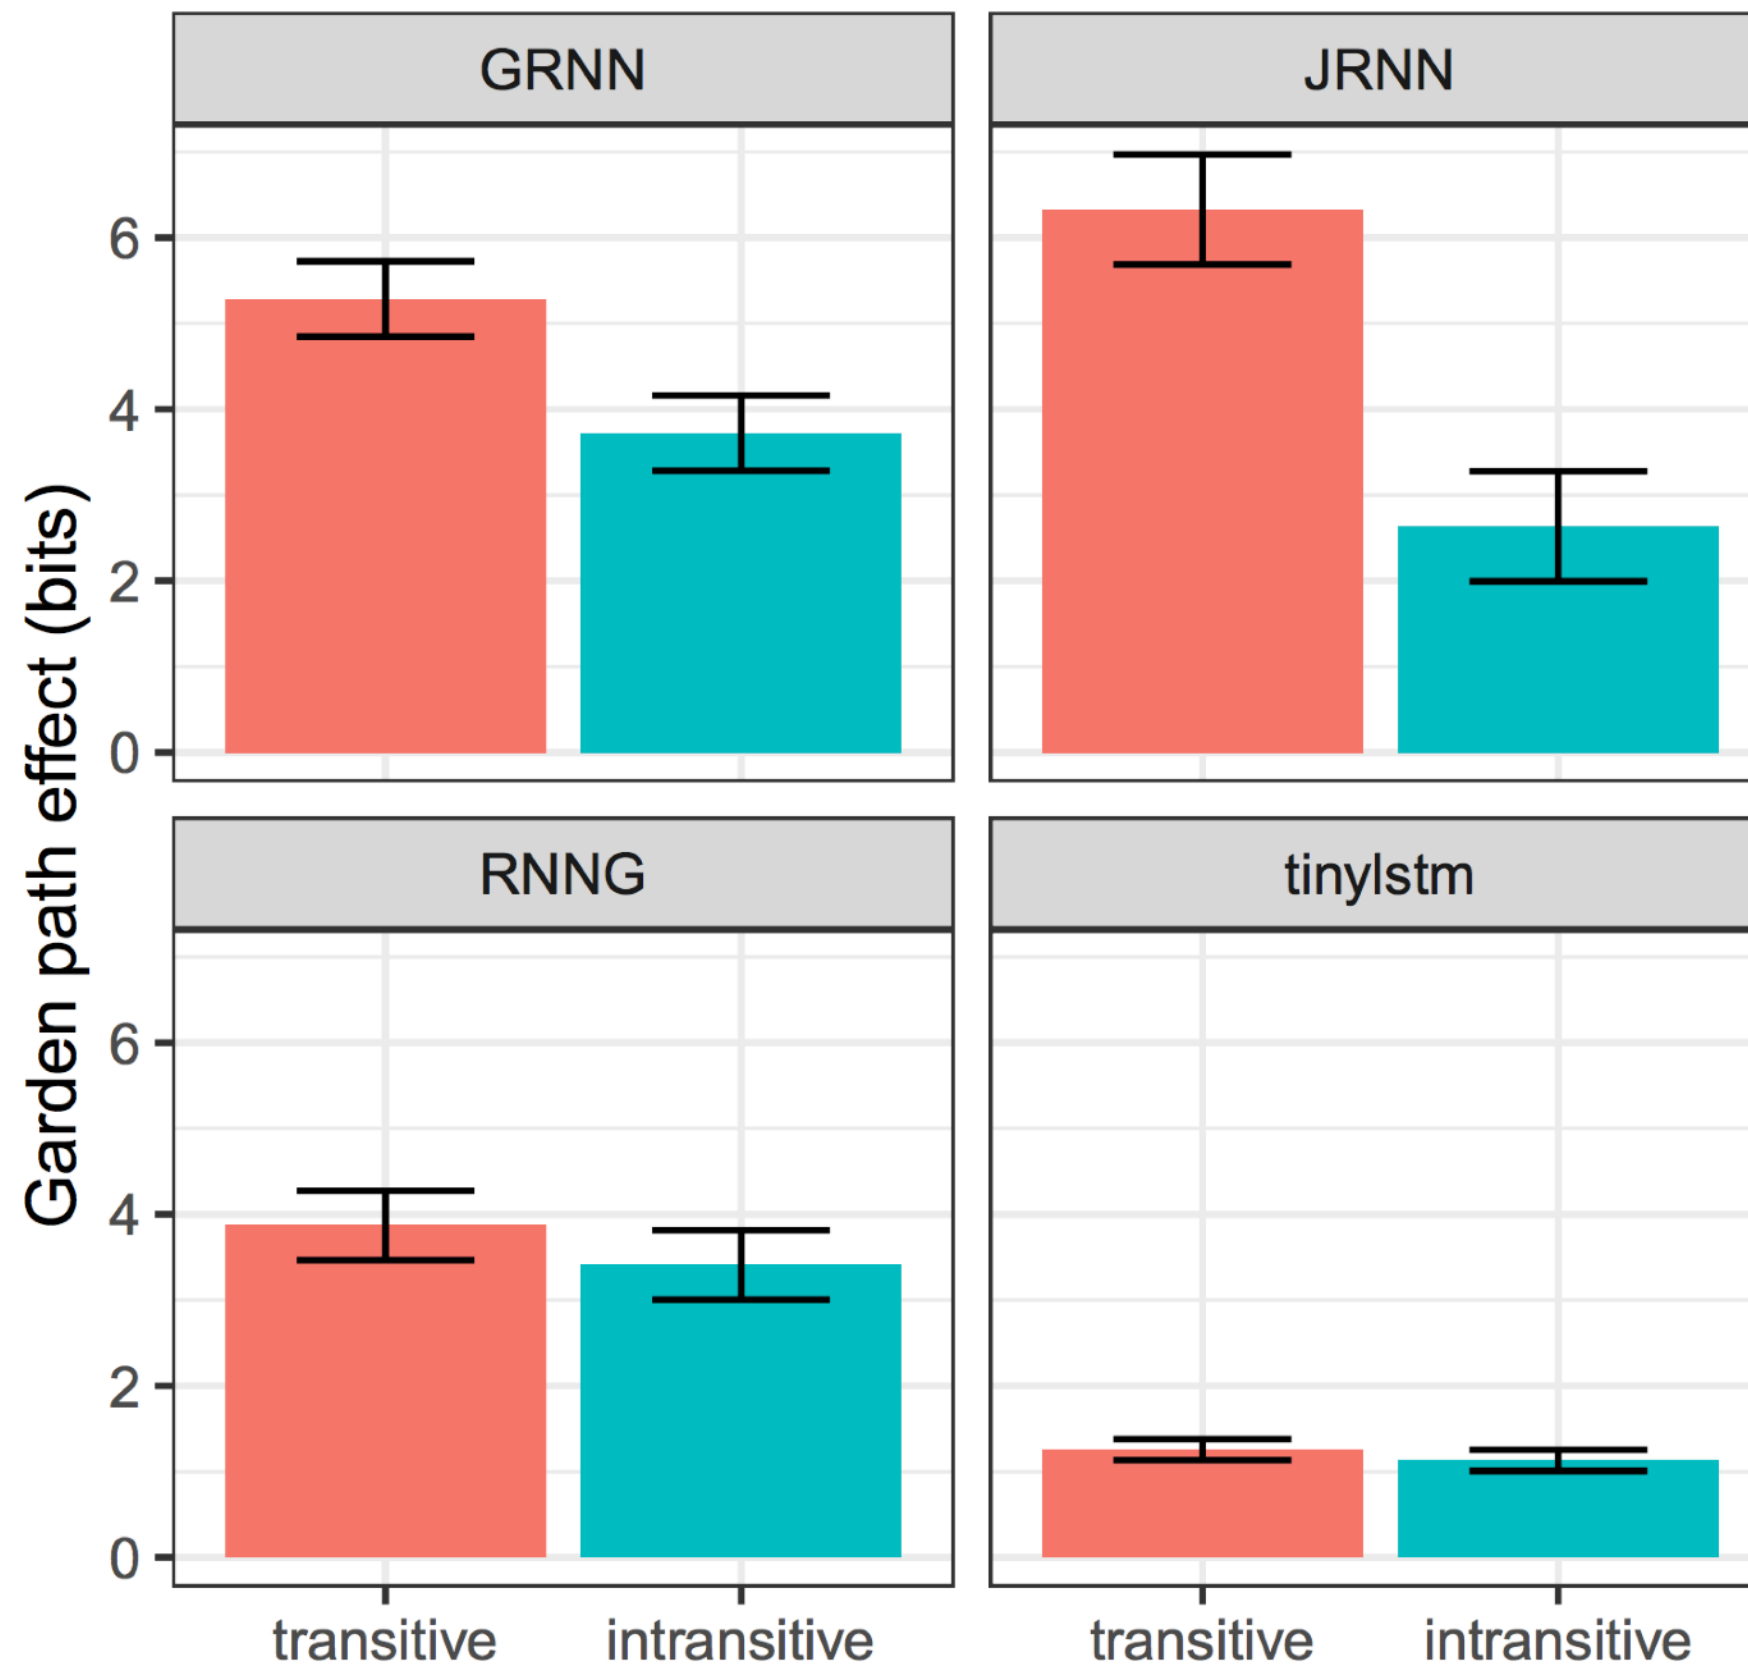 GRNN
JRNN
6
4
2
0
Garden path effect (bits)
RNNG
tinylstm
6
4
2
0
transitive
intransitive
transitive
intransitive